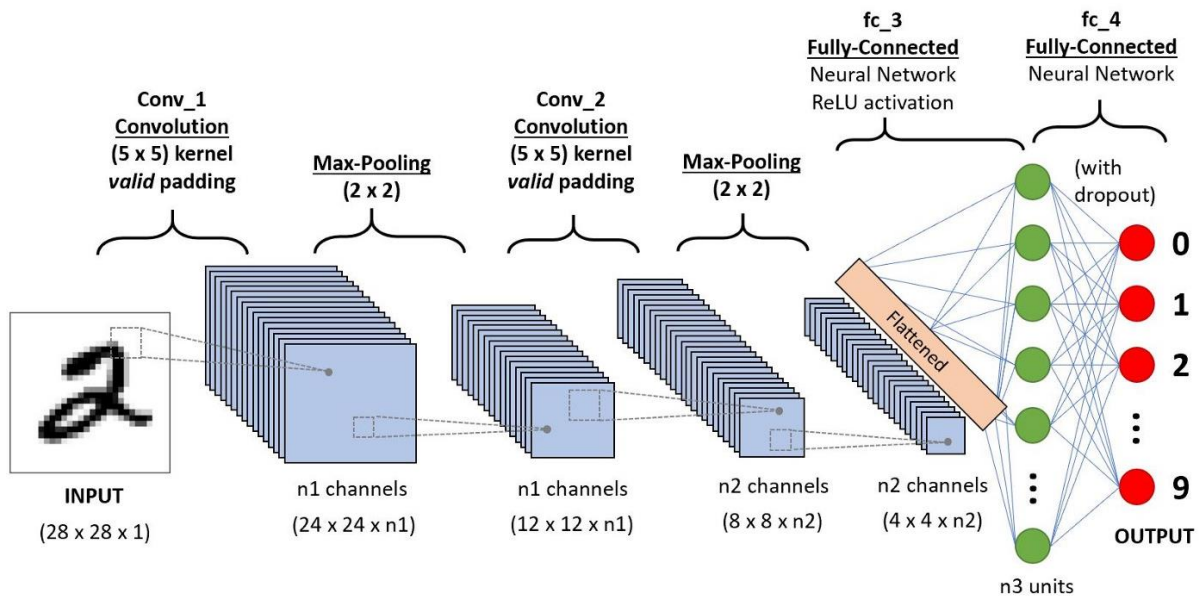 Conv_1
Convolution
(5 x 5) kernel
valid padding
Max-Pooling
(2 x 2)
Conv_2
Convolution
(5 x 5) kernel
valid padding
Max-Pooling
(2 x 2)
fc_3
Fully-Connected
Neural Network
ReLU activation
fc_4
Fully-Connected
Neural Network
(with
dropout)
2
INPUT
(28 x 28 x 1)
n1 channels
(24 x 24 x n1)
n1 channels
(12 x 12 x n1)
n2 channels
(8 x 8 x n2)
n2 channels
(4 x 4 x n2)
Flattened
n3 units
0
1
2
9
OUTPUT